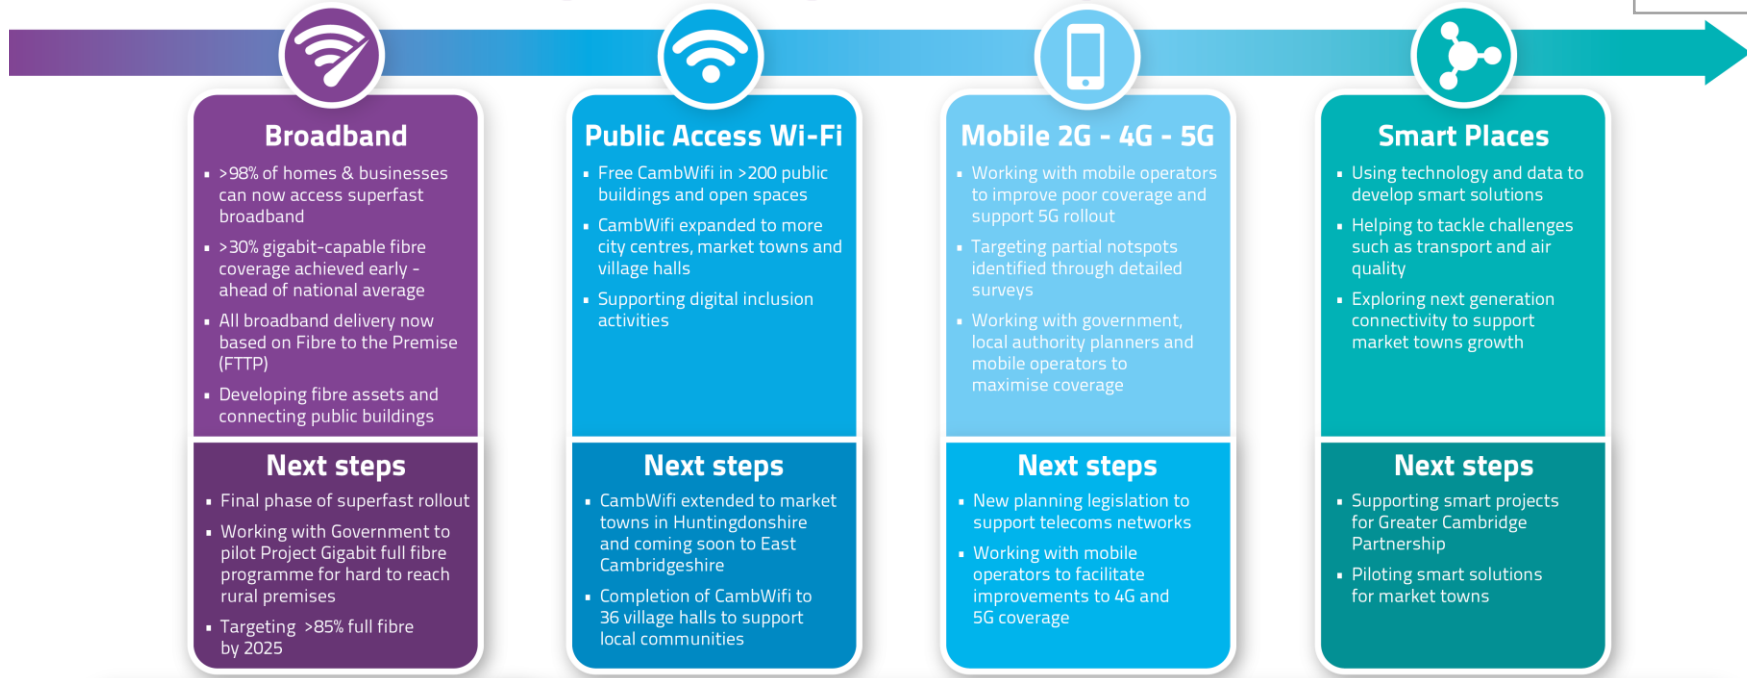 Broadband
▪ >98% of homes & businesses
can now access superfast
broadband
▪ >30% gigabit-capable fibre
coverage achieved early -
ahead of national average
▪ All broadband delivery now
based on Fibre to the Premise
(FTTP)
▪ Developing fibre assets and
connecting public buildings
Next steps
▪ Final phase of superfast rollout
▪ Working with Government to
pilot Project Gigabit full fibre
programme for hard to reach
rural premises
▪ Targeting >85% full fibre
by 2025
Public Access Wi-Fi
▪ Free CambWifi in >200 public
buildings and open spaces
▪ CambWifi expanded to more
city centres, market towns and
village halls
▪ Supporting digital inclusion
activities
Next steps
▪ CambWifi extended to market
towns in Huntingdonshire
and coming soon to East
Cambridgeshire
▪ Completion of CambWifi to
36 village halls to support
local communities
Mobile 2G - 4G - 5G
▪ Working with mobile operators
to improve poor coverage and
support 5G rollout
▪ Targeting partial notspots
identified through detailed
surveys
▪ Working with government,
local authority planners and
mobile operators to
maximise coverage
Next steps
▪ New planning legislation to
support telecoms networks
▪ Working with mobile
operators to facilitate
improvements to 4G and
5G coverage
Smart Places
▪ Using technology and data to
develop smart solutions
▪ Helping to tackle challenges
such as transport and air
quality
▪ Exploring next generation
connectivity to support
market towns growth
Next steps
▪ Supporting smart projects
for Greater Cambridge
Partnership
▪ Piloting smart solutions
for market towns